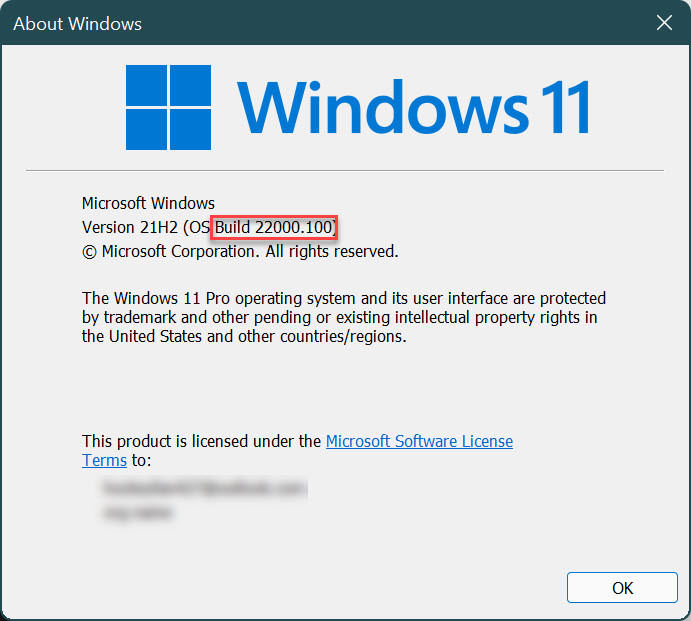 About Windows
Windows 11
Microsoft Windows
Version 21H2 (OS Build 22000.100)
© Microsoft Corporation. All rights reserved.
The Windows 11 Pro operating system and its user interface are protected
by trademark and other pending or existing intellectual property rights in
the United States and other countries/regions.
This product is licensed under the Microsoft Software License
Terms to:
OK